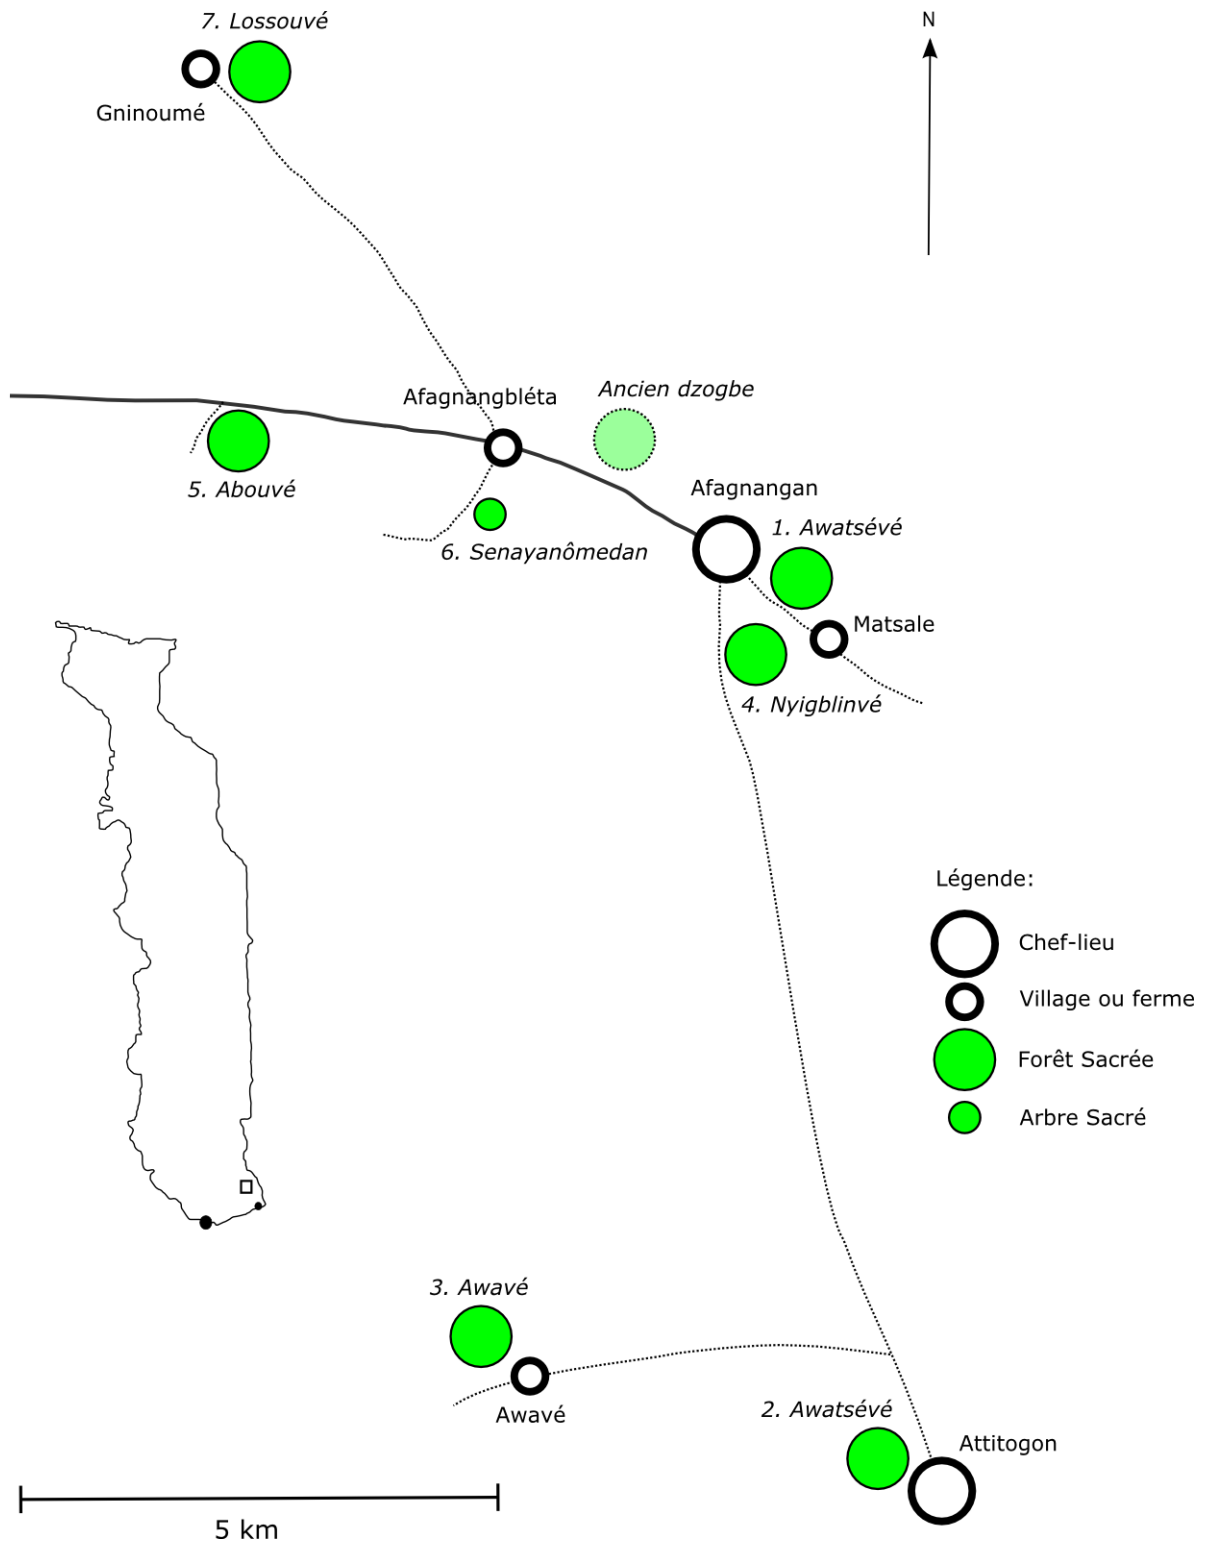 7. Lossouvé
N
Gninoumé
Afagnangbléta
Ancien dzogbe
5. Abouvé
Afagnangan
1. Awatsévé
6. Senayanômedan
Matsale
4. Nyigblinvé
Légende:
Chef-lieu
Village ou ferme
Forêt Sacrée
Arbre Sacré
3. Awavé
Awavé
2. Awatsévé
Attitogon
5 km